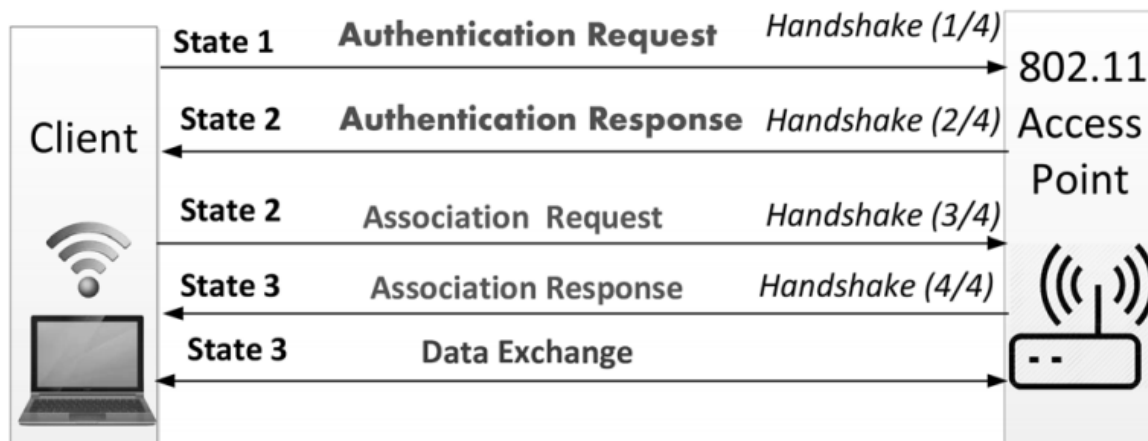 State 1 Authentication Request Handshake (1/4)
802.11
Client
State 2 Authentication Response Handshake (2/4)
Access
Point
State 2 Association Request Handshake (3/4)
State 3 Association Response Handshake (4/4)
State 3 Data Exchange